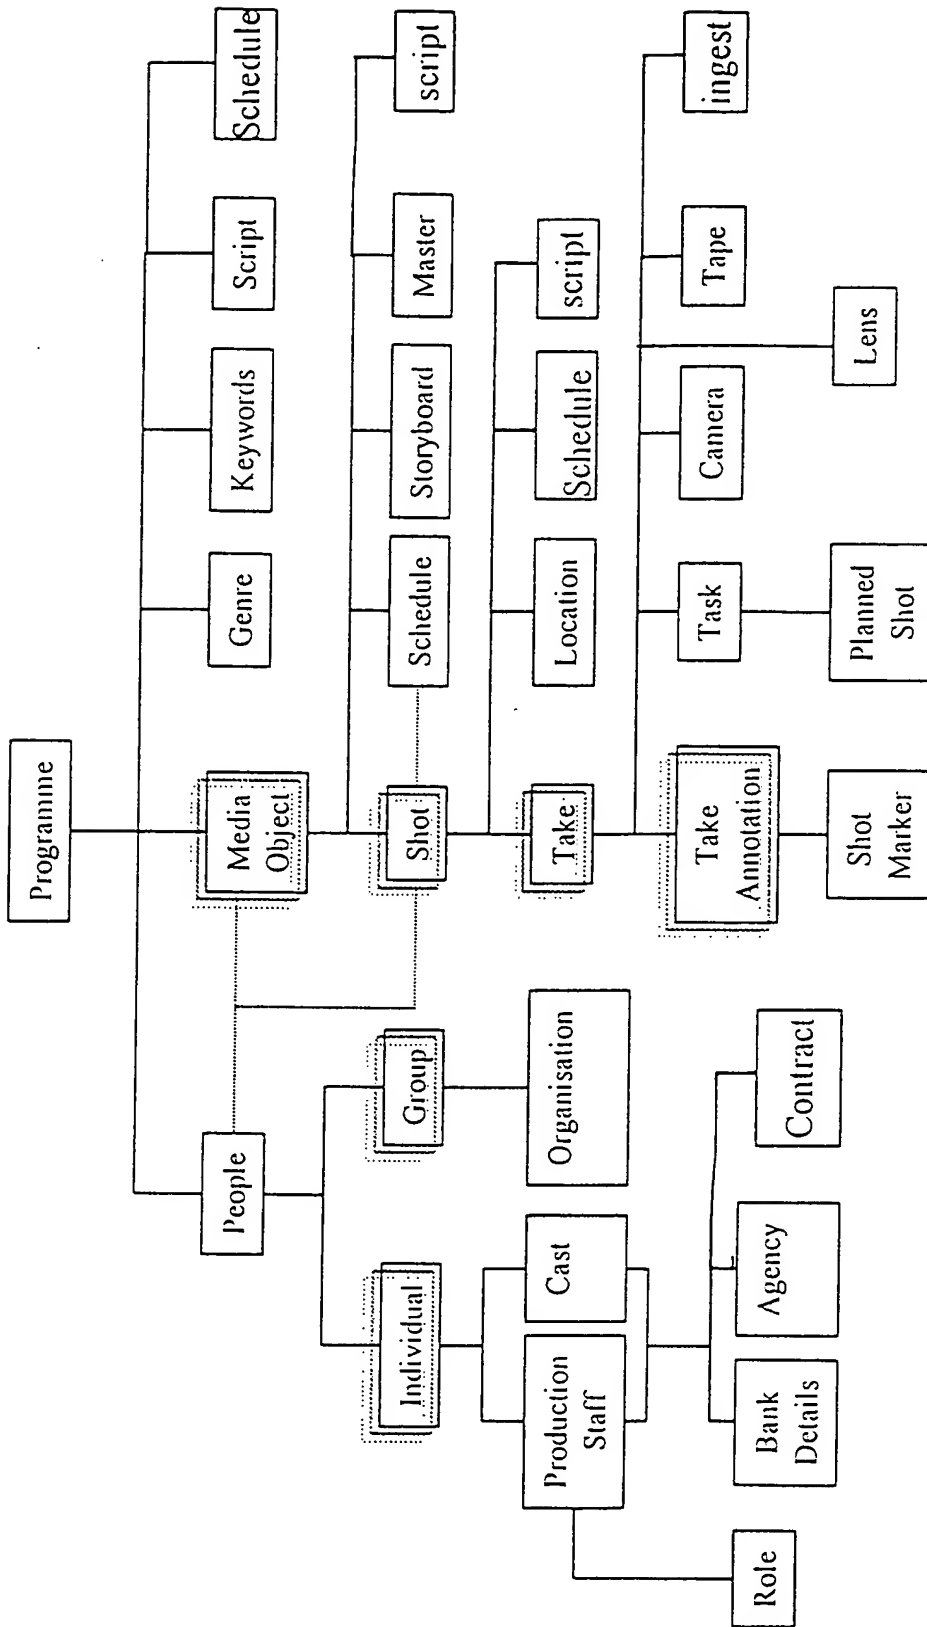 Programme
People
Media
Object
Genre
Keywords
Script
Schedule
Individual
Group
Shot
Schedule
Storyboard
Master
script
Production
Staff
Cast
Organisation
Take
Location
Schedule
script
Take
Annotation
Task
Camera
Tape
ingest
Role
Bank
Details
Agency
Contract
Shot
Marker
Planned
Shot
Lens